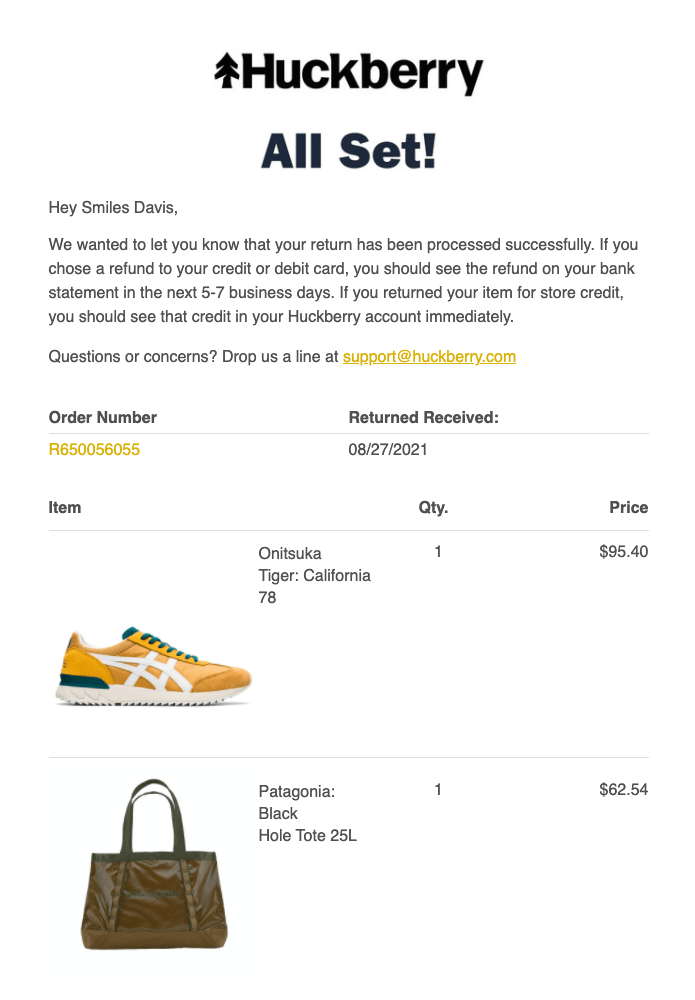 Huckberry
All Set!
Hey Smiles Davis,
We wanted to let you know that your return has been processed successfully. If you
chose a refund to your credit or debit card, you should see the refund on your bank
statement in the next 5-7 business days. If you returned your item for store credit,
you should see that credit in your Huckberry account immediately.
Questions or concerns? Drop us a line at support@huckberry.com
Order Number Returned Received:
R650056055 08/27/2021
Item Qty. Price
Onitsuka 1 $95.40
Tiger: California
78
Patagonia: 1 $62.54
Black
Hole Tote 25L